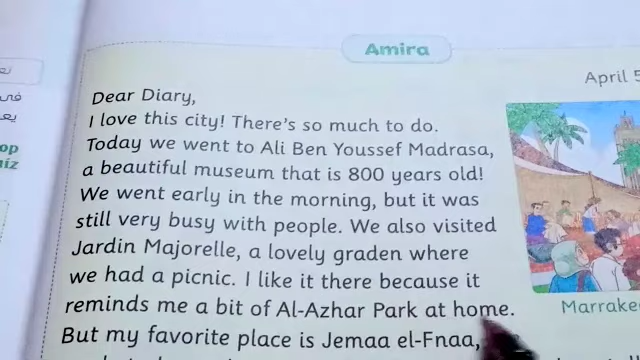 Amira
April 5
Dear Diary,
I love this city! There's so much to do.
Today we went to Ali Ben Youssef Madrasa,
a beautiful museum that is 800 years old!
We went early in the morning, but it was
still very busy with people. We also visited
Jardin Majorelle, a lovely graden where
we had a picnic. I like it there because it
reminds me a bit of Al-Azhar Park at home.
But my favorite place is Jemaa el-Fnaa,
Marrake